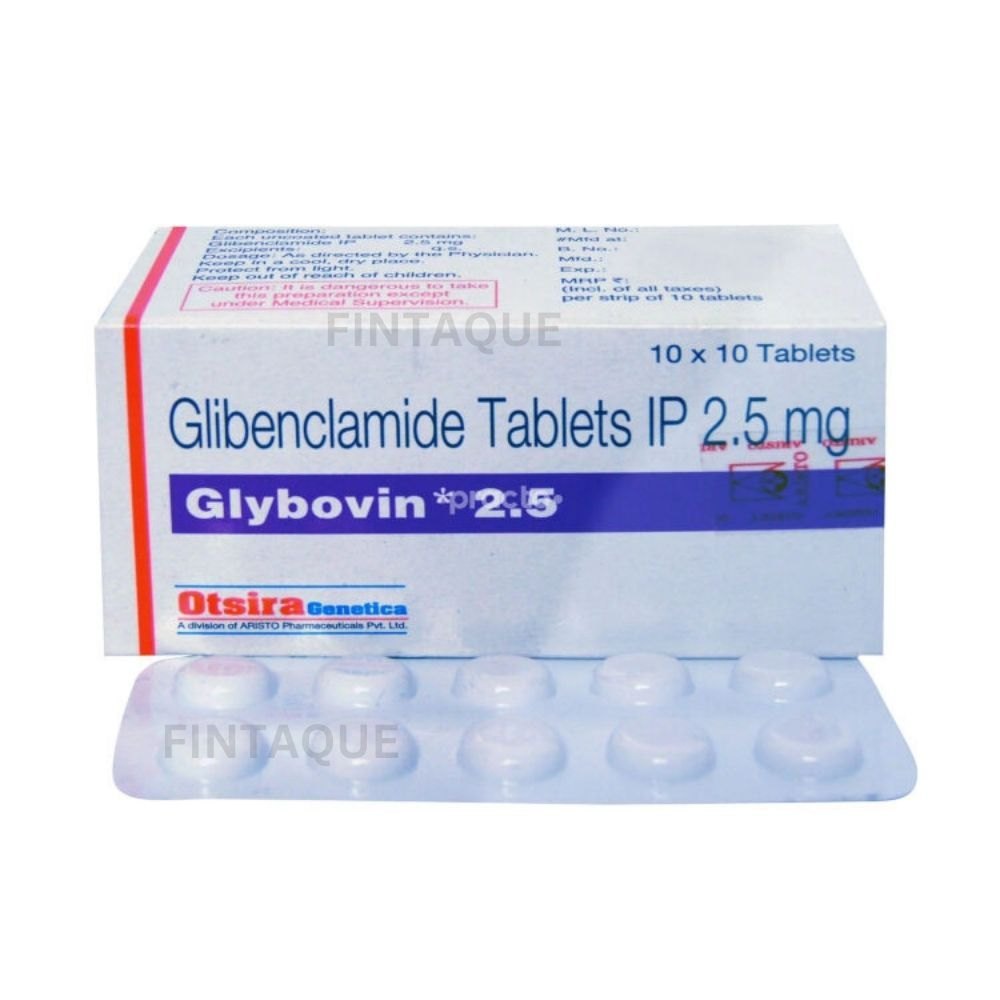 Composition:
Each uncoated tablet contains:
Glibenclamide IP 2.5 mg
Excipients: q.s.
Dosage: As directed by the Physician.
Keep in a cool, dry place.
Protect from light.
Keep out of reach of children.
Caution: It is dangerous to take
this preparation except
under Medical Supervision.
M. L. No.:
#Mfd at:
B. No.:
Mfd.:
Exp.:
MRP ₹:
(Incl. of all taxes)
per strip of 10 tablets
FINTAQUE
10 x 10 Tablets
Glibenclamide Tablets IP 2.5 mg
Glybovin* 2.5
practo
Otsira Genetica
A division of ARISTO Pharmaceuticals Pvt. Ltd.
FINTAQUE